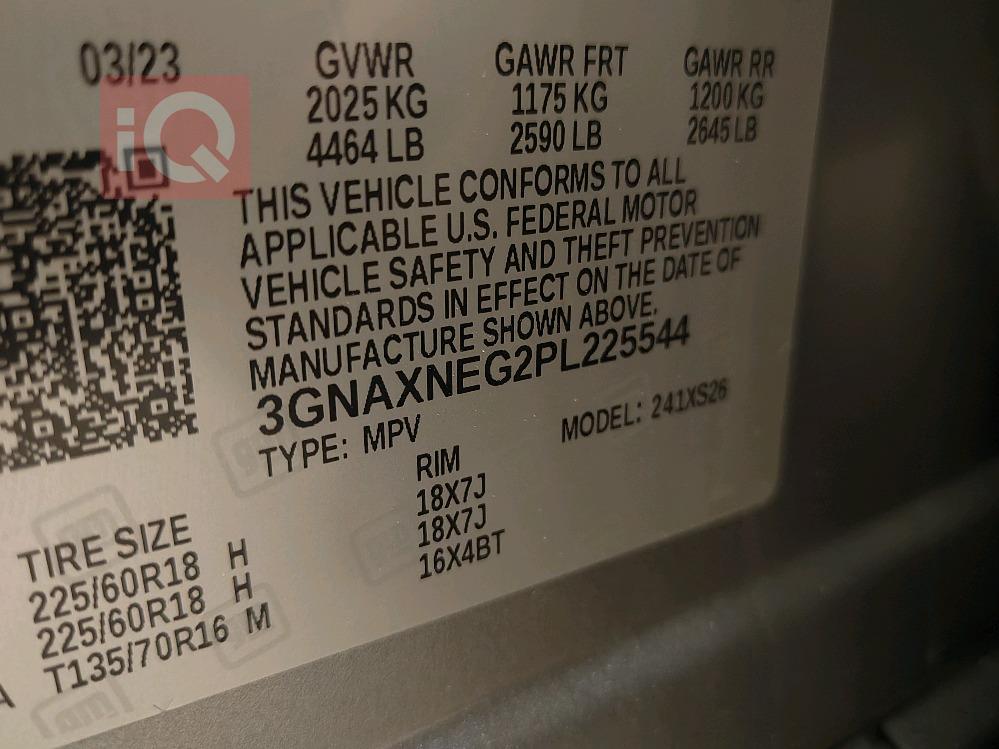 03/23 GVWR GAWR FRT GAWR RR
2025 KG 1175 KG 1200 KG
4464 LB 2590 LB 2645 LB
iQ
THIS VEHICLE CONFORMS TO ALL
APPLICABLE U.S. FEDERAL MOTOR
VEHICLE SAFETY AND THEFT PREVENTION
STANDARDS IN EFFECT ON THE DATE OF
MANUFACTURE SHOWN ABOVE.
3GNAXNEG2PL225544
TYPE: MPV MODEL: 241XS26
TIRE SIZE RIM
225/60R18 H 18X7J
225/60R18 H 18X7J
T135/70R16 M 16X4BT
A
gm